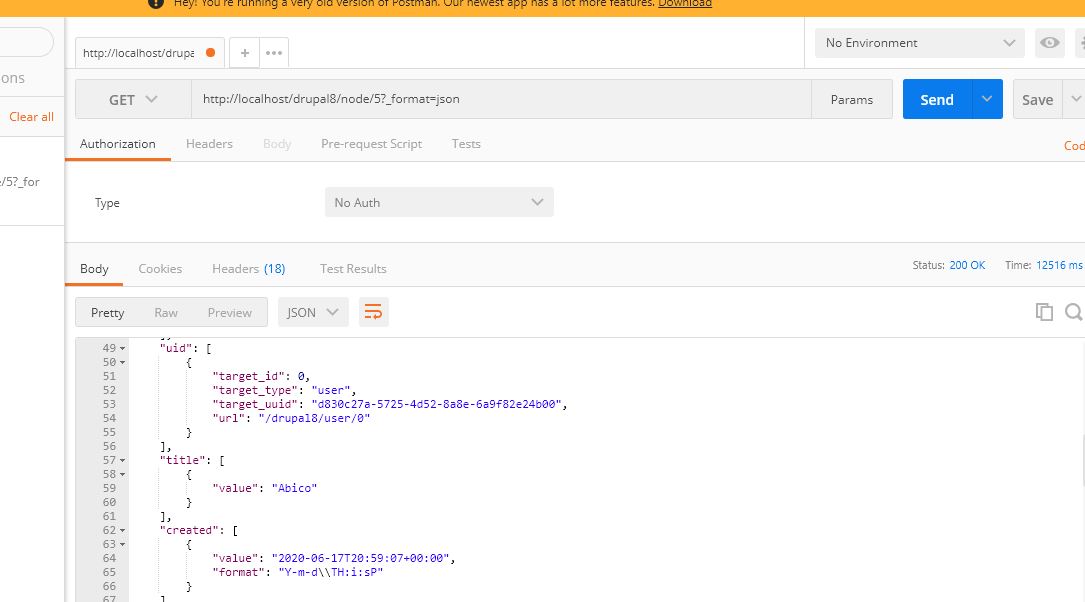 Hey! You're running a very old version of Postman. Our newest app has a lot more features. Download
http://localhost/drupa
No Environment
ons
GET
http://localhost/drupal8/node/5?_format=json
Params
Send
Save
Clear all
Authorization
Headers
Body
Pre-request Script
Tests
Cod
/5?_for
Type
No Auth
Body
Cookies
Headers (18)
Test Results
Status: 200 OK
Time: 12516 ms
Pretty
Raw
Preview
JSON
49 "uid": [
50 {
51 "target_id": 0,
52 "target_type": "user",
53 "target_uuid": "d830c27a-5725-4d52-8a8e-6a9f82e24b00",
54 "url": "/drupal8/user/0"
55 }
56 ],
57 "title": [
58 {
59 "value": "Abico"
60 }
61 ],
62 "created": [
63 {
64 "value": "2020-06-17T20:59:07+00:00",
65 "format": "Y-m-d\\TH:i:sP"
66 }
67 ]